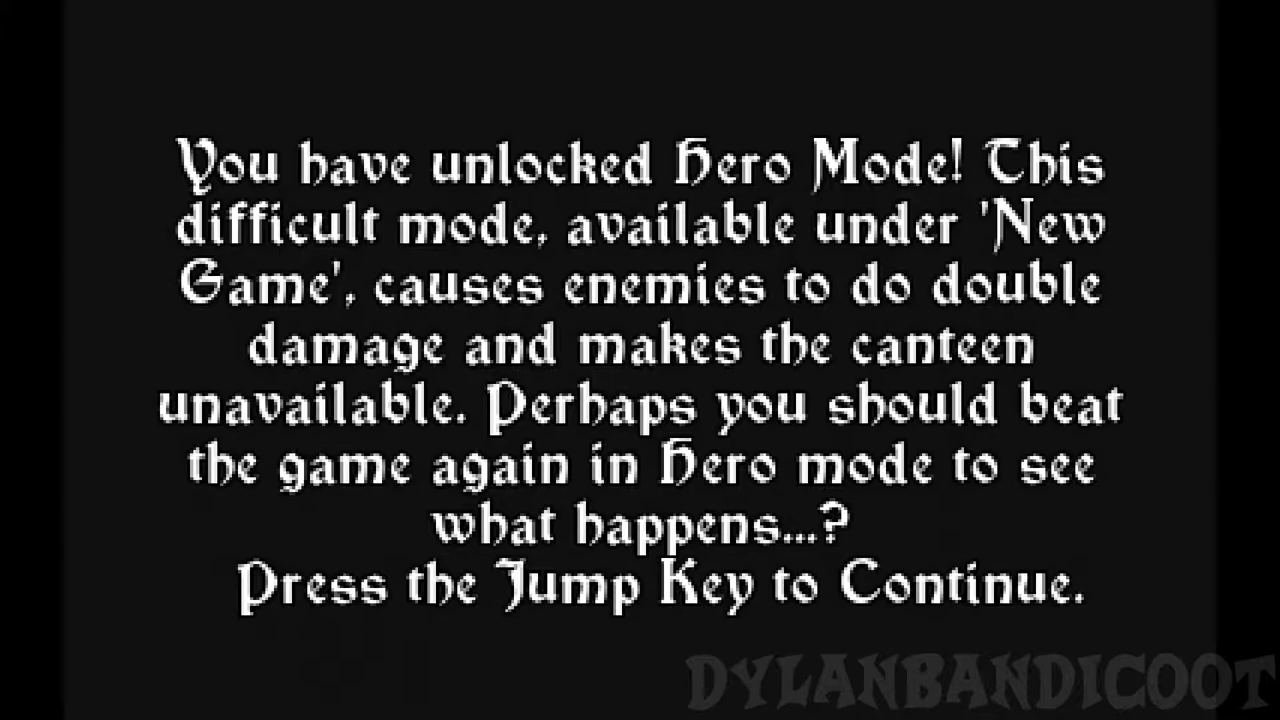 You have unlocked Hero Mode! This
difficult mode, available under 'New
Game', causes enemies to do double
damage and makes the canteen
unavailable. Perhaps you should beat
the game again in Hero mode to see
what happens...?
Press the Jump Key to Continue.
DYLANBANDICOOT